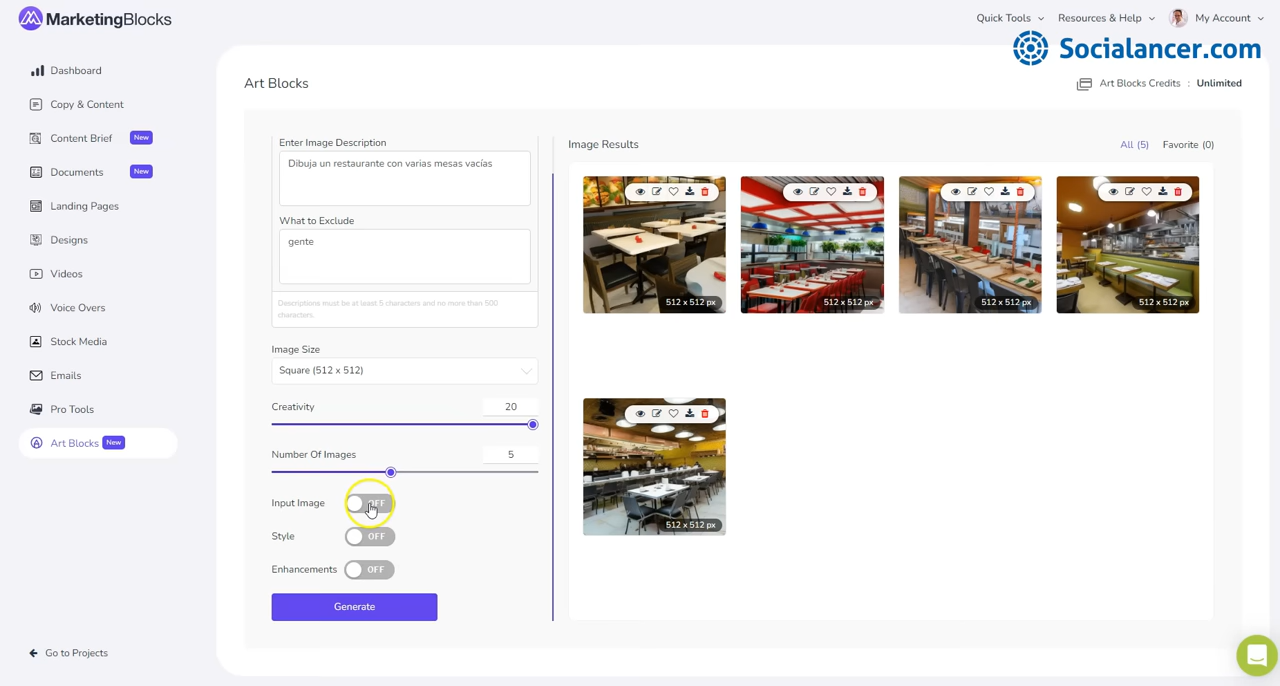 MarketingBlocks
Quick Tools
Resources & Help
My Account
Socialancer.com
Dashboard
Copy & Content
Content Brief New
Documents New
Landing Pages
Designs
Videos
Voice Overs
Stock Media
Emails
Pro Tools
Art Blocks New
Go to Projects
Art Blocks
Art Blocks Credits : Unlimited
Enter Image Description
Dibuja un restaurante con varias mesas vacías
What to Exclude
gente
Descriptions must be at least 5 characters and no more than 500
characters.
Image Size
Square (512 x 512)
Creativity 20
Number Of Images 5
Input Image OFF
Style OFF
Enhancements OFF
Generate
Image Results
All (5) Favorite (0)
512 x 512 px
512 x 512 px
512 x 512 px
512 x 512 px
512 x 512 px